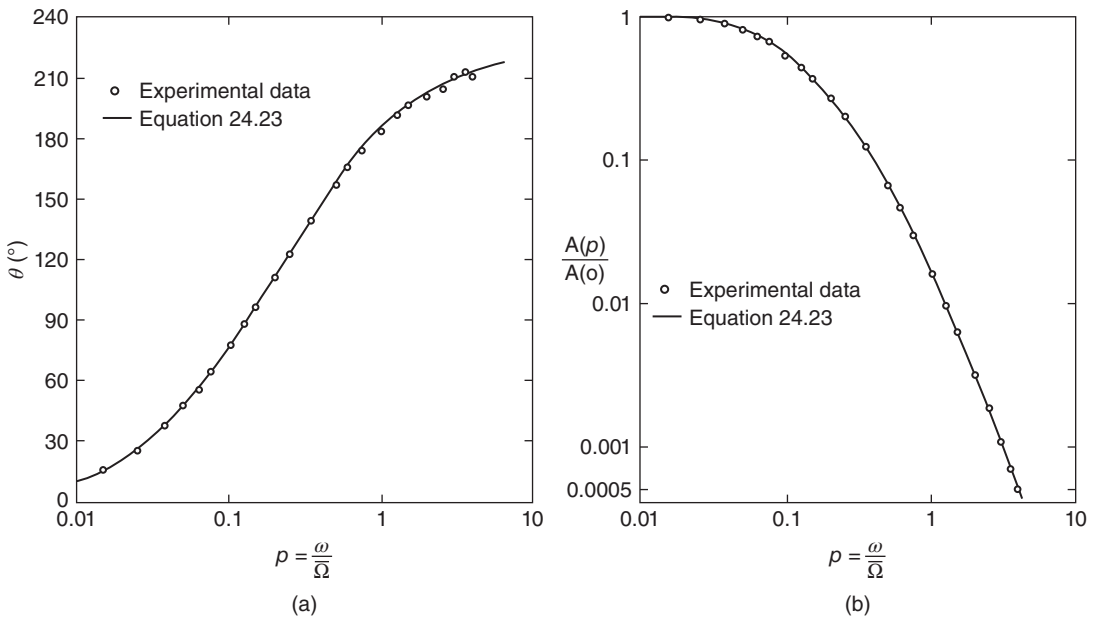 240
210
180
150
120
90
60
30
0
θ (°)
Experimental data
Equation 24.23
0.01
0.1
1
10
p = ω/Ω̅
(a)
1
0.1
0.01
0.001
0.0005
A(p)
A(o)
Experimental data
Equation 24.23
0.01
0.1
1
10
p = ω/Ω̅
(b)